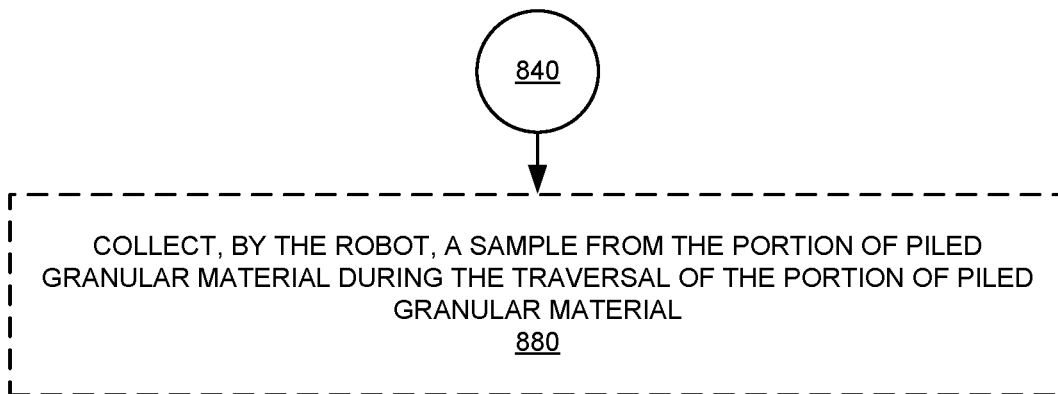 840
COLLECT, BY THE ROBOT, A SAMPLE FROM THE PORTION OF PILED
GRANULAR MATERIAL DURING THE TRAVERSAL OF THE PORTION OF PILED
GRANULAR MATERIAL
880